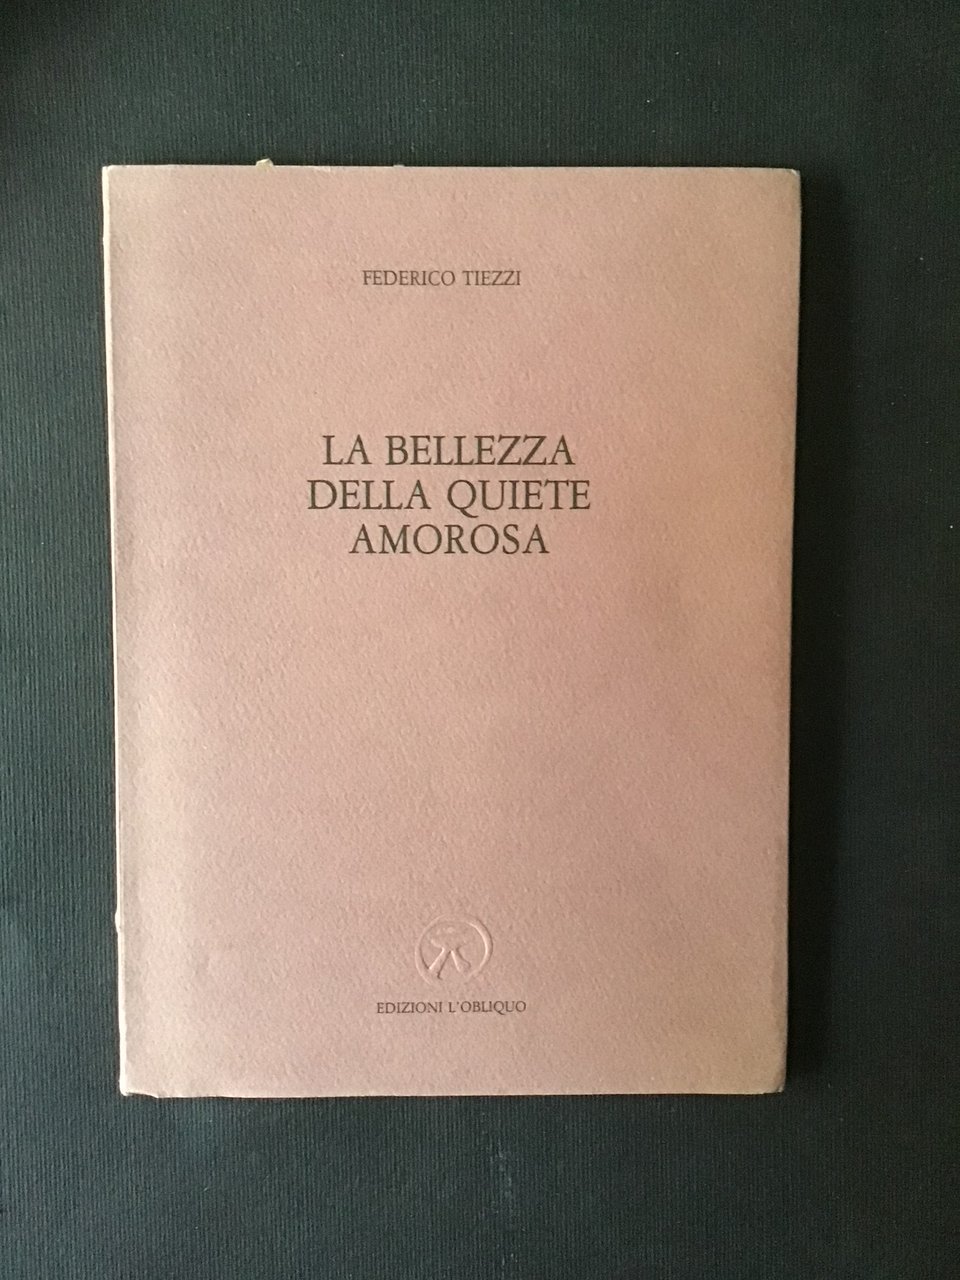 FEDERICO TIEZZI
LA BELLEZZA
DELLA QUIETE
AMOROSA
EDIZIONI L'OBLIQUO